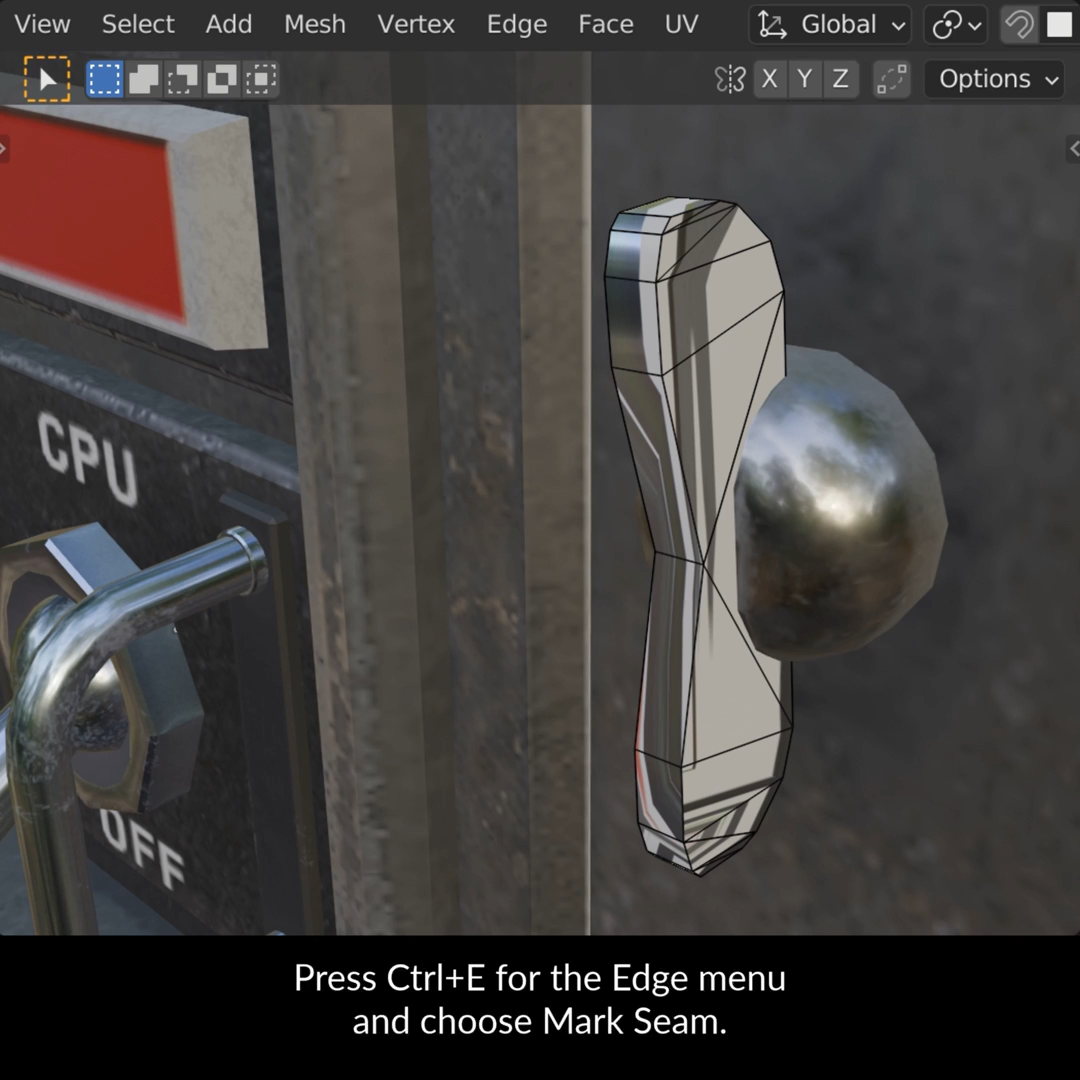 View Select Add Mesh Vertex Edge Face UV Global
X Y Z Options
CPU
OFF
Press Ctrl+E for the Edge menu
and choose Mark Seam.